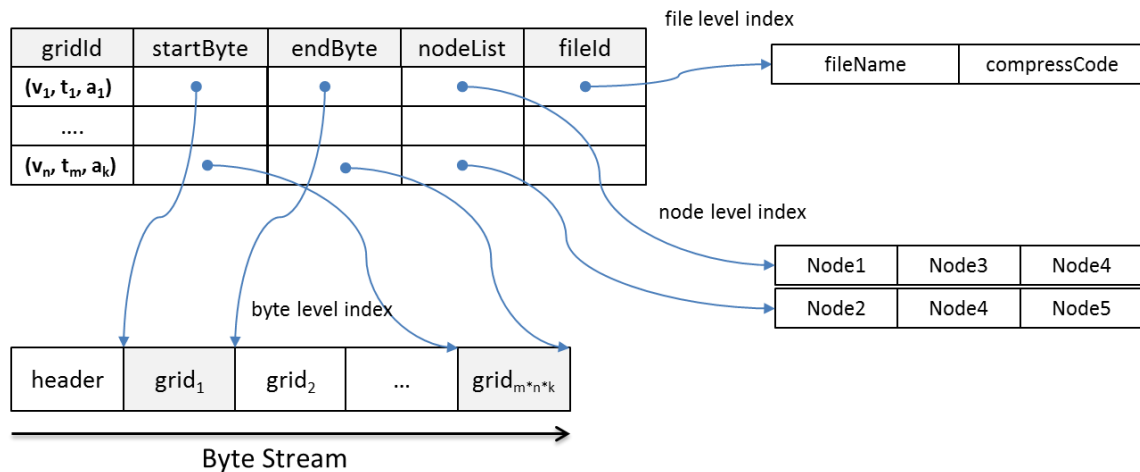 file level index
gridId startByte endByte nodeList fileId
fileName compressCode
(v₁, t₁, a₁)
....
(vₙ, tₘ, aₖ)
node level index
Node1 Node3 Node4
Node2 Node4 Node5
byte level index
header grid₁ grid₂ ... gridₘ*ₙ*ₖ
Byte Stream